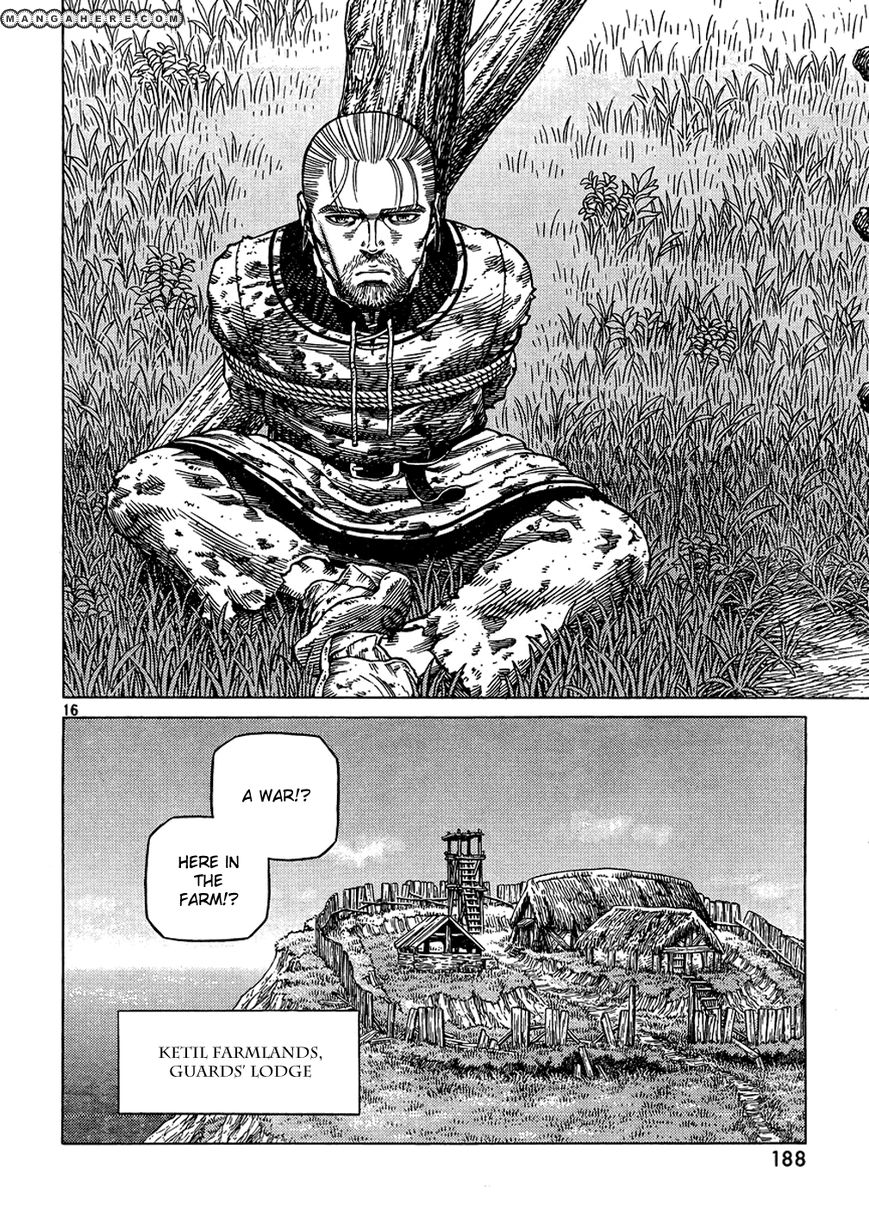 MANGAHERE.COM
16
A WAR!?
HERE IN
THE
FARM!?
KETIL FARMLANDS,
GUARDS' LODGE
188